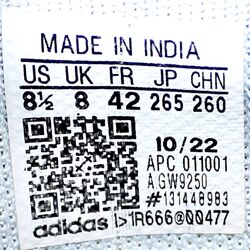 MADE IN INDIA
US UK FR JP CHN
8½ 8 42 265 260
10/22
APC 011001
A GW9250
#131448983
adidas I>1R666@00477